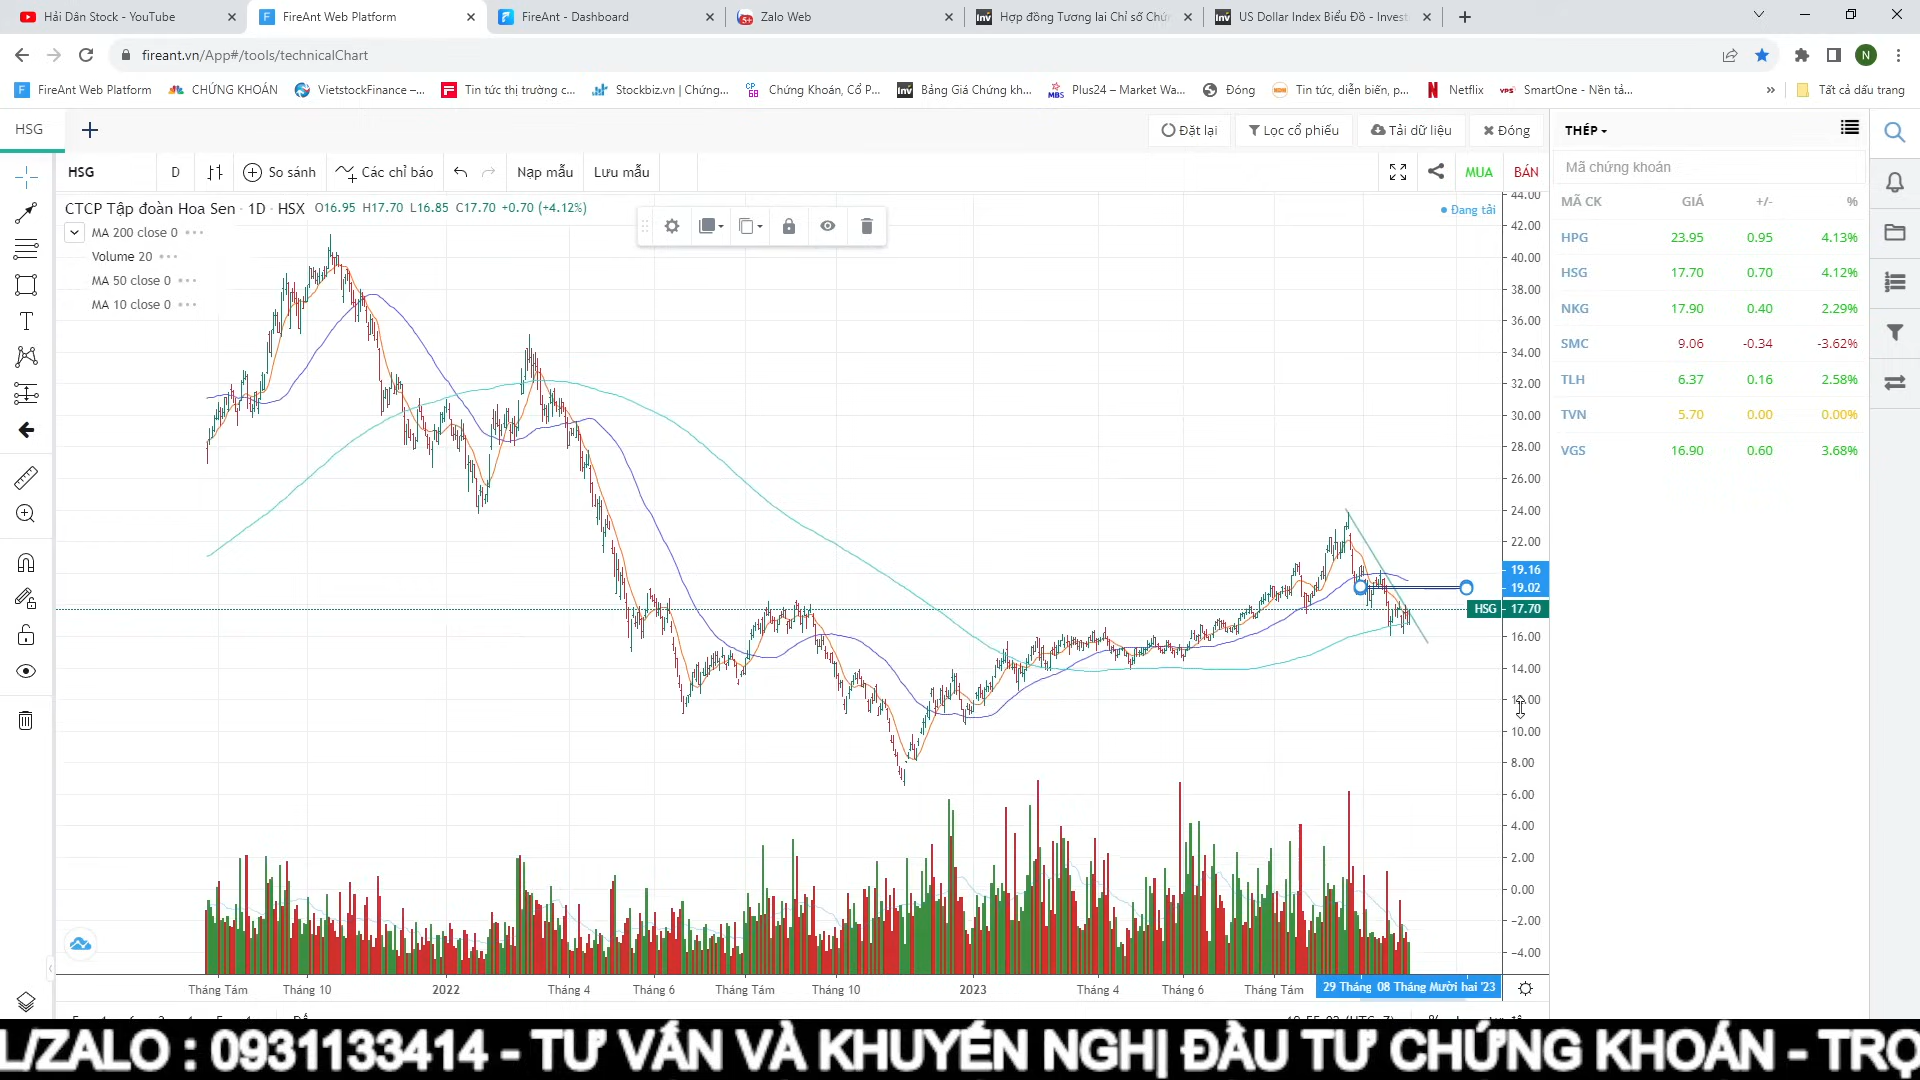 Hải Dân Stock - YouTube
FireAnt Web Platform
FireAnt - Dashboard
Zalo Web
Hợp đồng Tương lai Chỉ số Chứn
US Dollar Index Biểu Đồ - Invest
fireant.vn/App#/tools/technicalChart
N
FireAnt Web Platform
CHỨNG KHOÁN
VietstockFinance –...
Tin tức thị trường c...
Stockbiz.vn | Chứng...
Chứng Khoán, Cổ P...
Bảng Giá Chứng kh...
Plus24 – Market Wa...
Đóng
Tin tức, diễn biến, p...
Netflix
SmartOne - Nền tả...
Tất cả dấu trang
HSG
Đặt lại
Lọc cổ phiếu
Tải dữ liệu
Đóng
THÉP
HSG
D
So sánh
Các chỉ báo
Nạp mẫu
Lưu mẫu
MUA
BÁN
Mã chứng khoán
CTCP Tập đoàn Hoa Sen · 1D · HSX O16.95 H17.70 L16.85 C17.70 +0.70 (+4.12%)
Đang tải
MA 200 close 0
Volume 20
MA 50 close 0
MA 10 close 0
MÃ CK GIÁ +/- %
HPG 23.95 0.95 4.13%
HSG 17.70 0.70 4.12%
NKG 17.90 0.40 2.29%
SMC 9.06 -0.34 -3.62%
TLH 6.37 0.16 2.58%
TVN 5.70 0.00 0.00%
VGS 16.90 0.60 3.68%
44.00
42.00
40.00
38.00
36.00
34.00
32.00
30.00
28.00
26.00
24.00
22.00
19.16
19.02
HSG 17.70
16.00
14.00
12.00
10.00
8.00
6.00
4.00
2.00
0.00
−2.00
−4.00
Tháng Tám
Tháng 10
2022
Tháng 4
Tháng 6
Tháng Tám
Tháng 10
2023
Tháng 4
Tháng 6
Tháng Tám
29 Tháng
08 Tháng Mười hai '23
L/ZALO : 0931133414 - TƯ VẤN VÀ KHUYẾN NGHỊ ĐẦU TƯ CHỨNG KHOÁN - TRỌ